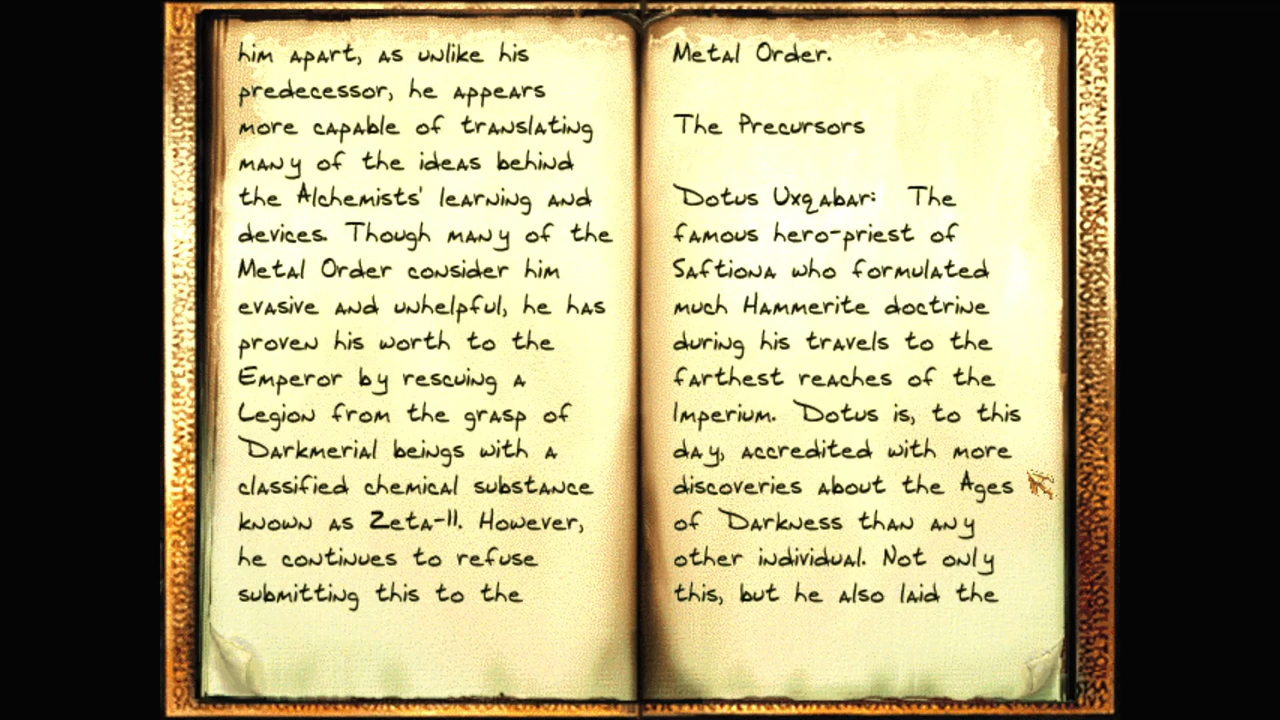 him apart, as unlike his
predecessor, he appears
more capable of translating
many of the ideas behind
the Alchemists' learning and
devices. Though many of the
Metal Order consider him
evasive and unhelpful, he has
proven his worth to the
Emperor by rescuing a
Legion from the grasp of
Darkmerial beings with a
classified chemical substance
known as Zeta-11. However,
he continues to refuse
submitting this to the
Metal Order.
The Precursors
Dotus Uxqabar: The
famous hero-priest of
Saftiona who formulated
much Hammerite doctrine
during his travels to the
farthest reaches of the
Imperium. Dotus is, to this
day, accredited with more
discoveries about the Ages
of Darkness than any
other individual. Not only
this, but he also laid the